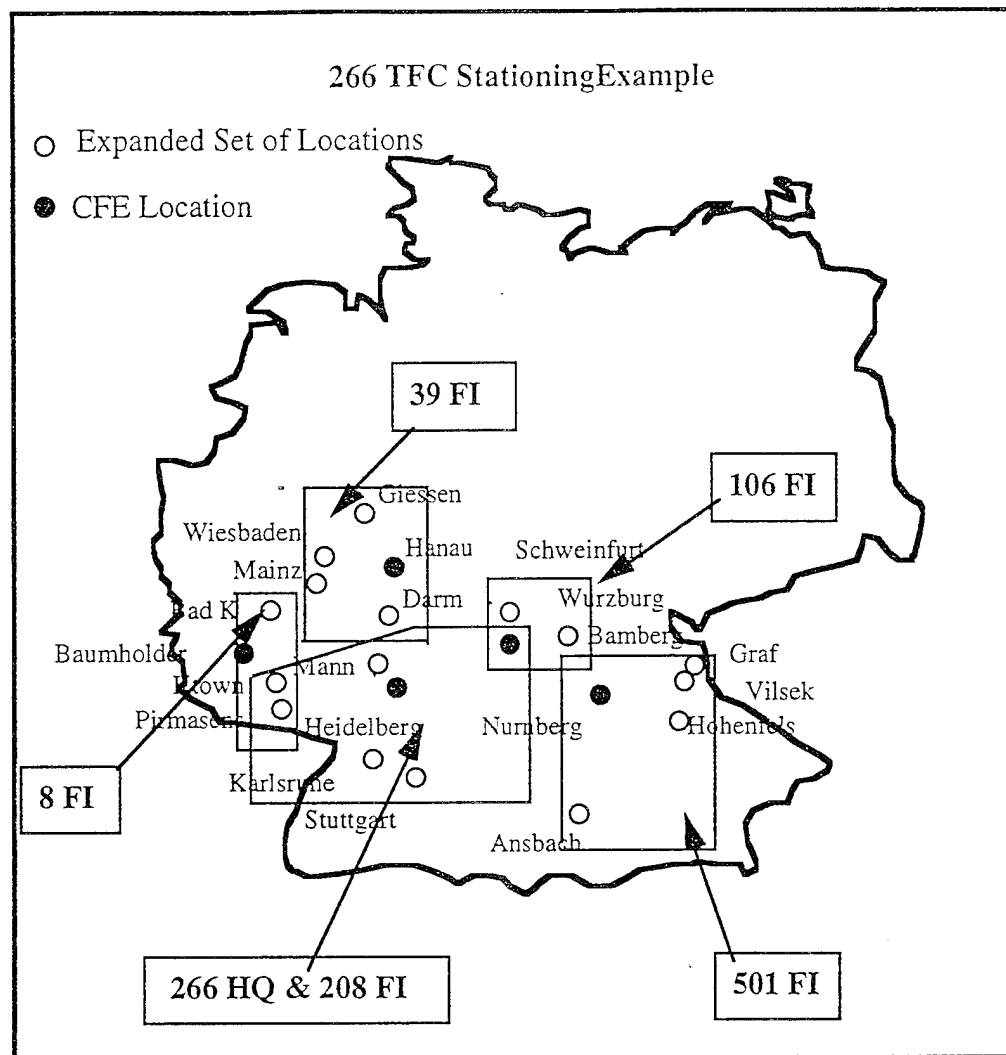 266 TFC StationingExample
Expanded Set of Locations
CFE Location
39 FI
106 FI
Giessen
Wiesbaden
Hanau
Schweinfurt
Mainz
Darm
Wurzburg
Bad K
Bamberg
Baumholder
Mann
Graf
Ktown
Vilsek
Pirmasens
Heidelberg
Nurnberg
Hohenfels
8 FI
Karlsruhe
Stuttgart
Ansbach
266 HQ & 208 FI
501 FI